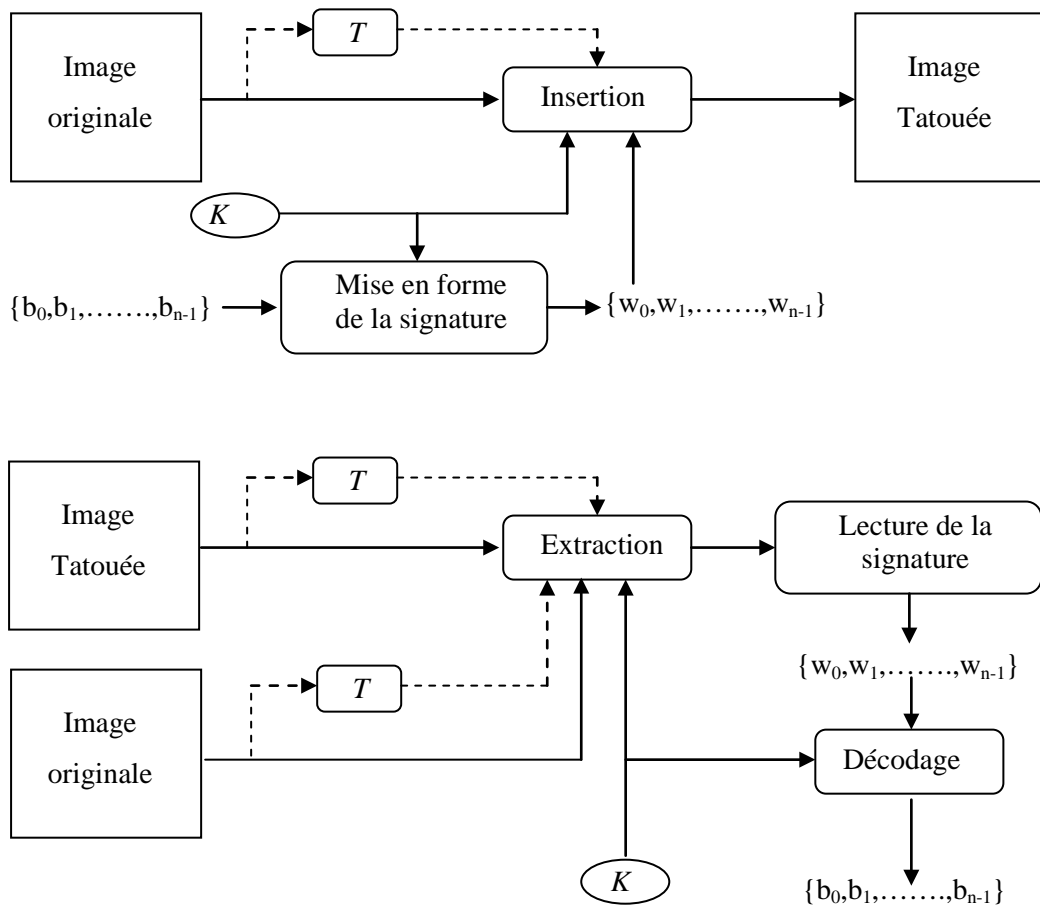 T
Image
originale
Insertion
Image
Tatouée
K
{b0,b1,.......,bn-1}
Mise en forme
de la signature
{w0,w1,.......,wn-1}
T
Image
Tatouée
Extraction
Lecture de la
signature
{w0,w1,.......,wn-1}
T
Image
originale
Décodage
K
{b0,b1,.......,bn-1}